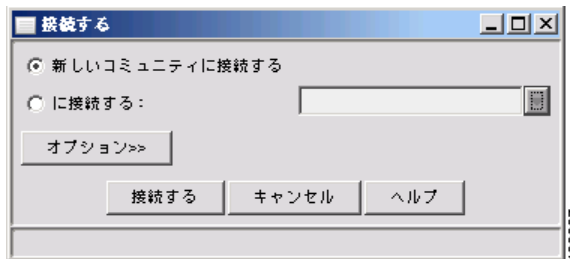 接続する
新しいコミュニティに接続する
に接続する：
オプション>>
接続する キャンセル ヘルプ